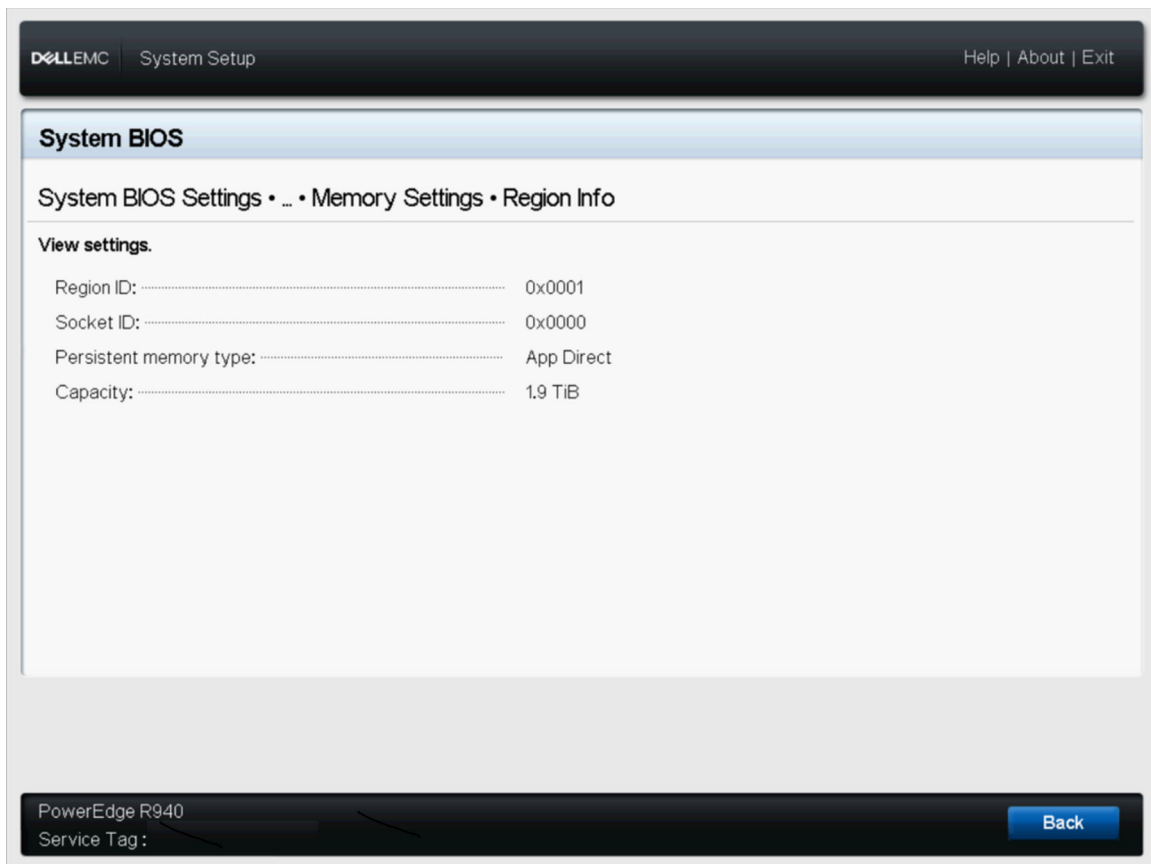 DELLEMC System Setup Help | About | Exit
System BIOS
System BIOS Settings • ... • Memory Settings • Region Info
View settings.
Region ID: 0x0001
Socket ID: 0x0000
Persistent memory type: App Direct
Capacity: 1.9 TiB
PowerEdge R940
Service Tag:
Back